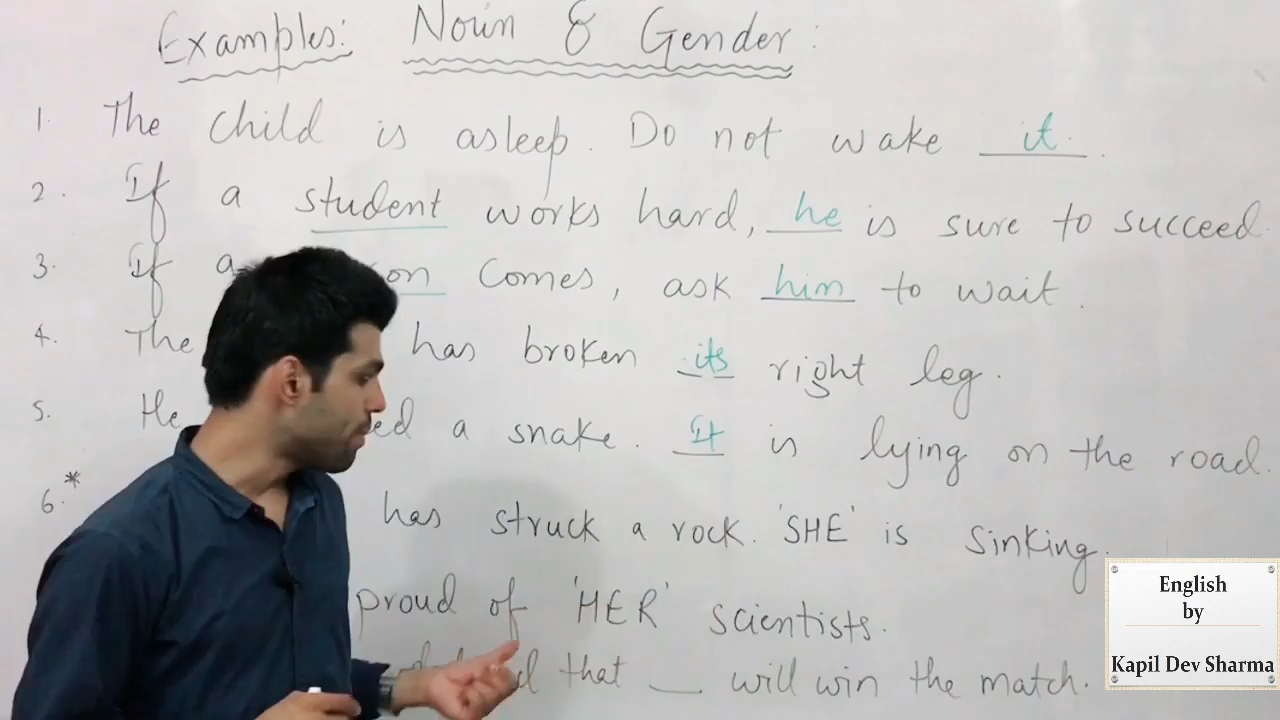 Examples: Noun & Gender:
1. The child is asleep. Do not wake it.
2. If a student works hard, he is sure to succeed.
3. If a comes, ask him to wait.
4. The has broken its right leg.
5. He a snake. It is lying on the road.
6.* has struck a rock. 'SHE' is sinking.
proud of 'HER' scientists.
that __ will win the match.
English
by
Kapil Dev Sharma